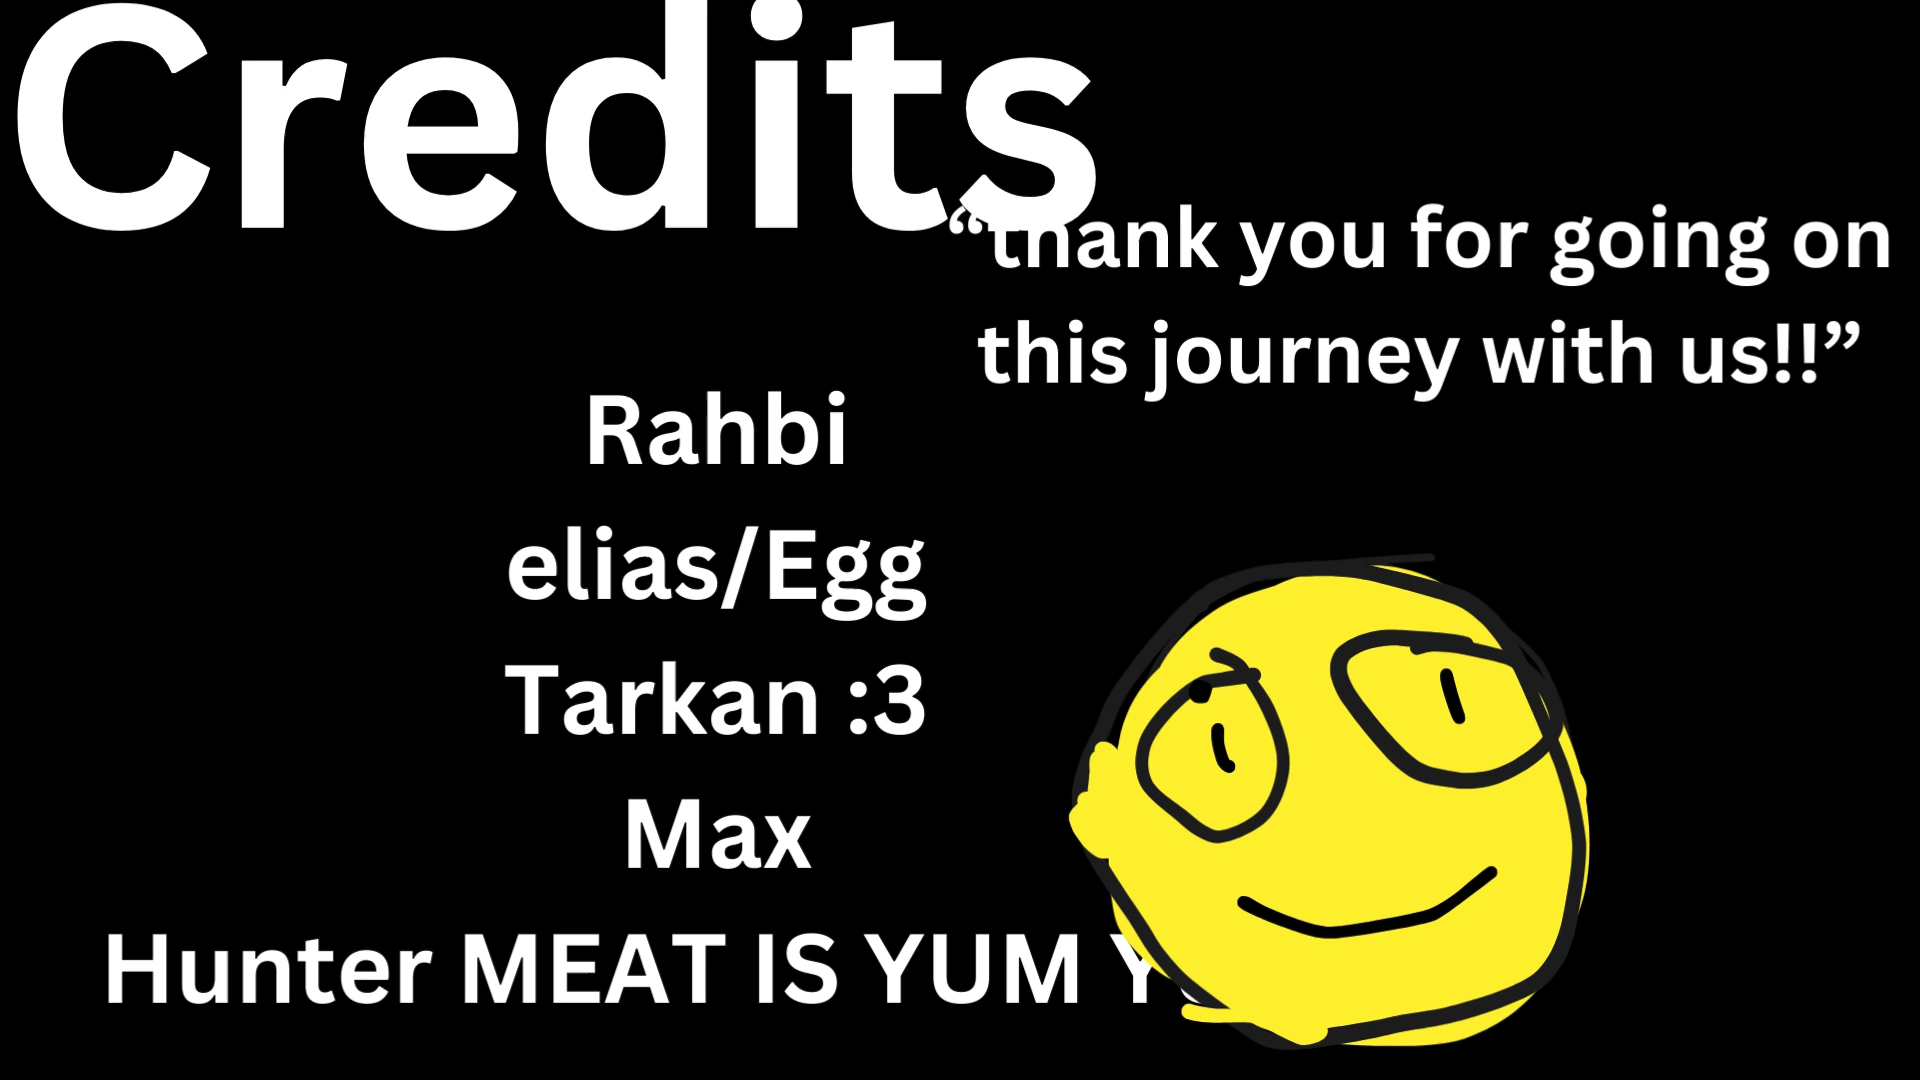 Credits
“thank you for going on
this journey with us!!”
Rahbi
elias/Egg
Tarkan :3
Max
Hunter MEAT IS YUM